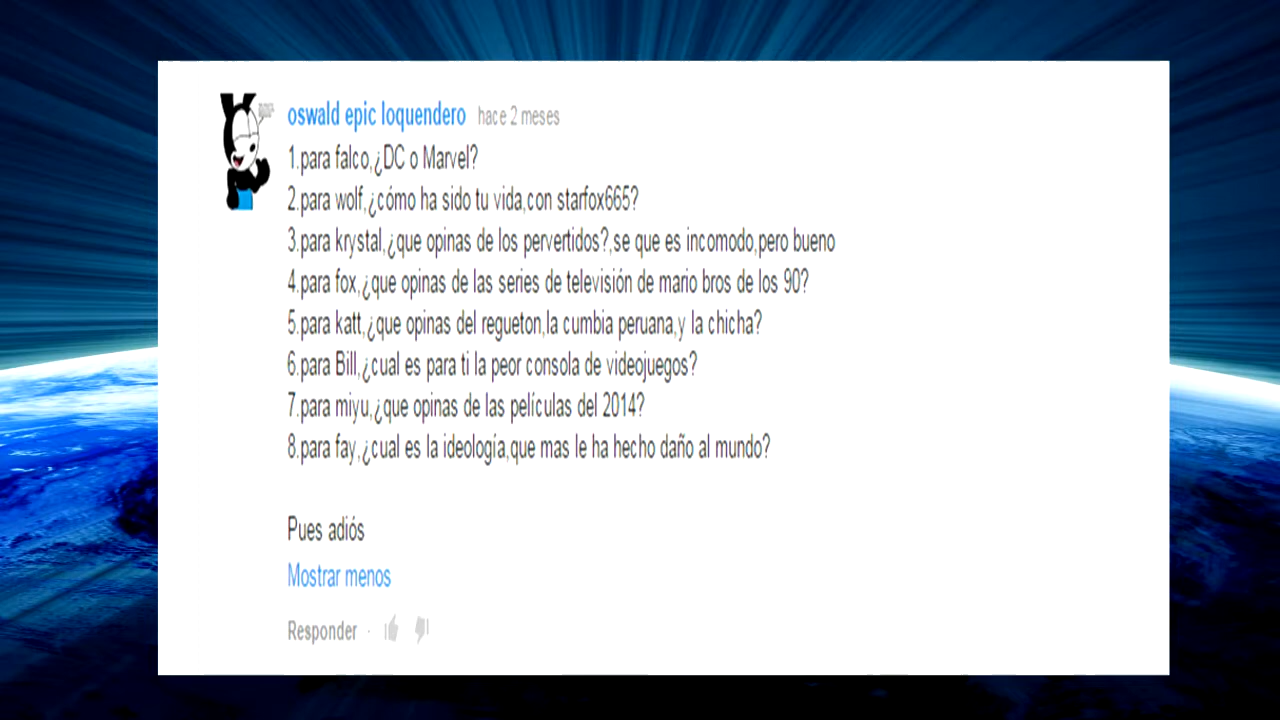 oswald epic loquendero hace 2 meses
1.para falco,¿DC o Marvel?
2.para wolf,¿cómo ha sido tu vida,con starfox665?
3.para krystal,¿que opinas de los pervertidos?,se que es incomodo,pero bueno
4.para fox,¿que opinas de las series de televisión de mario bros de los 90?
5.para katt,¿que opinas del regueton,la cumbia peruana,y la chicha?
6.para Bill,¿cual es para ti la peor consola de videojuegos?
7.para miyu,¿que opinas de las películas del 2014?
8.para fay,¿cual es la ideología,que mas le ha hecho daño al mundo?
Pues adiós
Mostrar menos
Responder ·